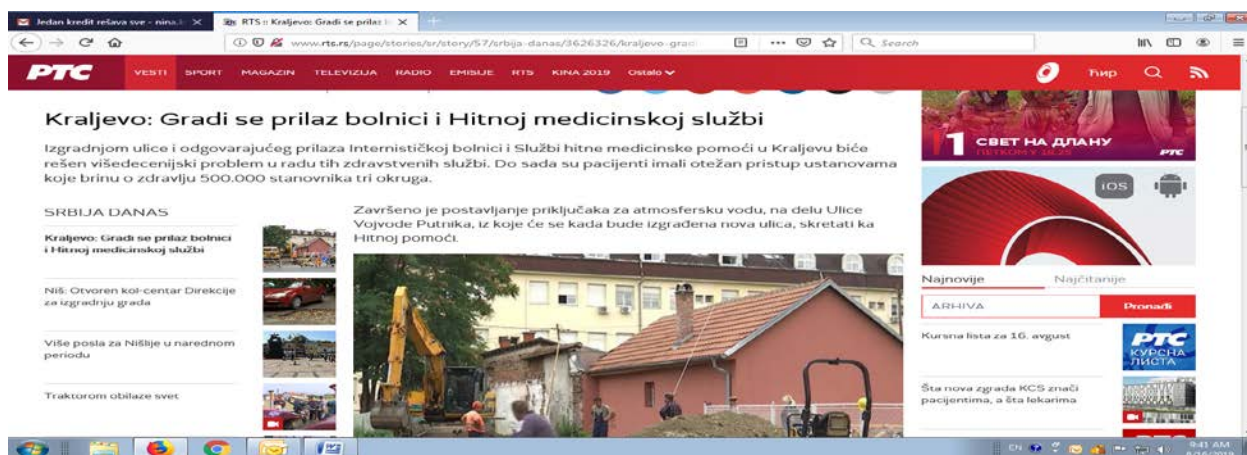 Jedan kredit rešava sve - nina.
RTS :: Kraljevo: Gradi se prilaz
www.rts.rs/page/stories/sr/story/57/srbija-danas/3626326/kraljevo-grad
Search
РТС
VESTI SPORT MAGAZIN TELEVIZIJA RADIO EMISIJE RTS KINA 2019 Ostalo
Ћир
Kraljevo: Gradi se prilaz bolnici i Hitnoj medicinskoj službi
Izgradnjom ulice i odgovarajućeg prilaza Internističkoj bolnici i Službi hitne medicinske pomoći u Kraljevu biće
rešen višedecenijski problem u radu tih zdravstvenih službi. Do sada su pacijenti imali otežan pristup ustanovama
koje brinu o zdravlju 500.000 stanovnika tri okruga.
SRBIJA DANAS
Kraljevo: Gradi se prilaz bolnici
i Hitnoj medicinskoj službi
Niš: Otvoren kol-centar Direkcije
za izgradnju grada
Više posla za Nišlije u narednom
periodu
Traktorom obilaze svet
Završeno je postavljanje priključaka za atmosfersku vodu, na delu Ulice
Vojvode Putnika, iz koje će se kada bude izgrađena nova ulica, skretati ka
Hitnoj pomoći.
1 СВЕТ НА ДЛАНУ
ПЕТКОМ У 18.25
РТС
iOS
Najnovije Najčitanije
ARHIVA Pronađi
Kursna lista za 16. avgust
РТС
КУРСНА
ЛИСТА
Šta nova zgrada KCS znači
pacijentima, a šta lekarima
EN
9:41 AM
8/16/2019